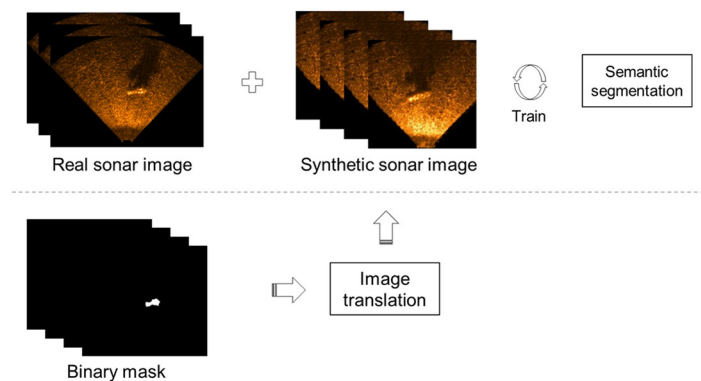 Semantic
segmentation
Train
Real sonar image
Synthetic sonar image
Image
translation
Binary mask